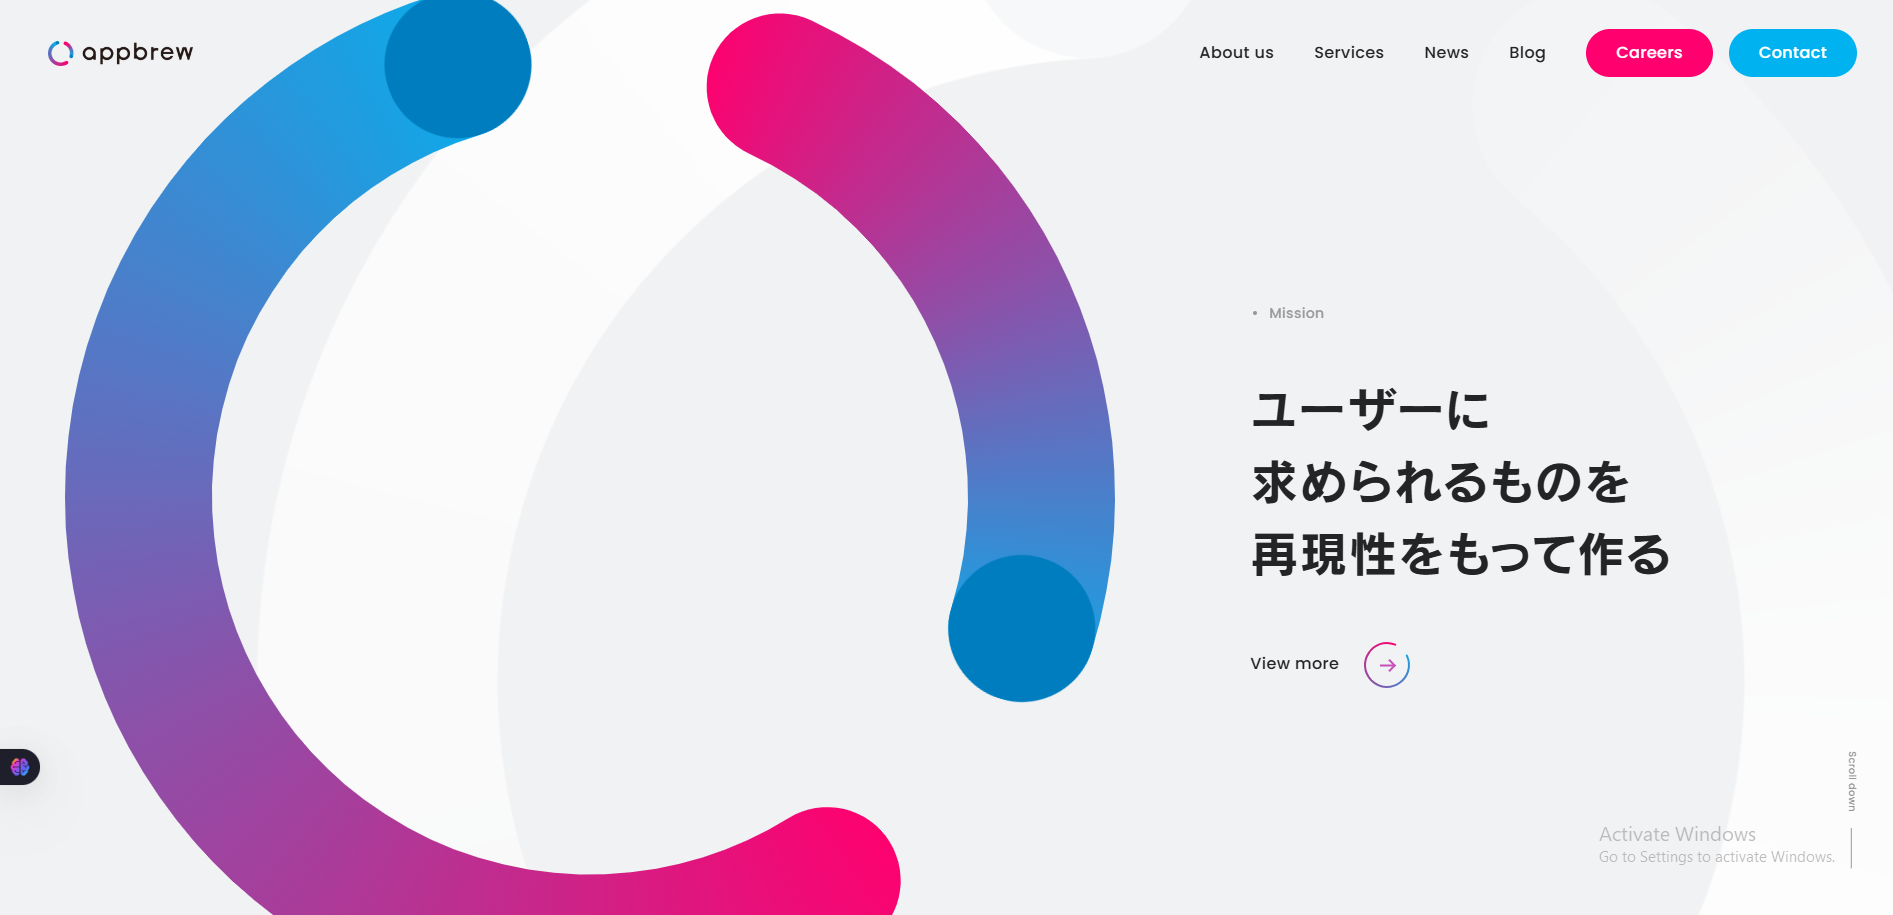 appbrew
About us
Services
News
Blog
Careers
Contact
Mission
ユーザーに
求められるものを
再現性をもって作る
View more
Scroll down
Activate Windows
Go to Settings to activate Windows.